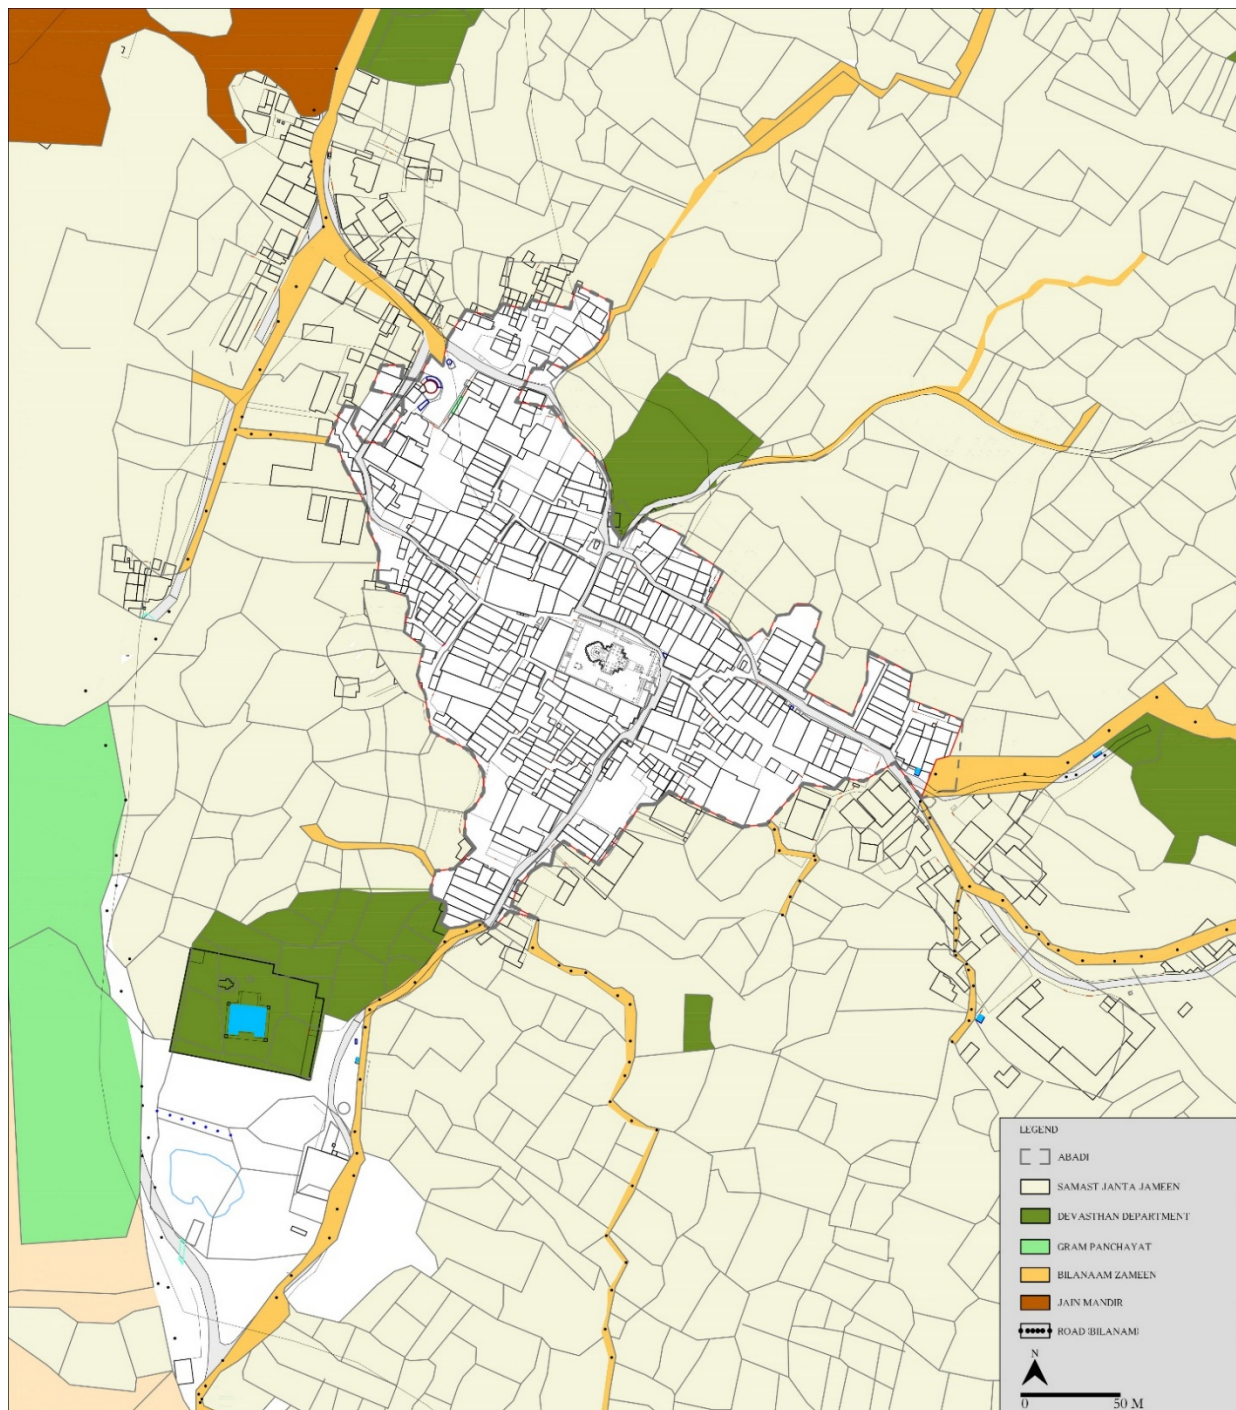 LEGEND
ABADI
SAMAST JANTA JAMEEN
DEVASTHAN DEPARTMENT
GRAM PANCHAYAT
BILANAAM ZAMEEN
JAIN MANDIR
ROAD (BILANAM)
N
0 50 M